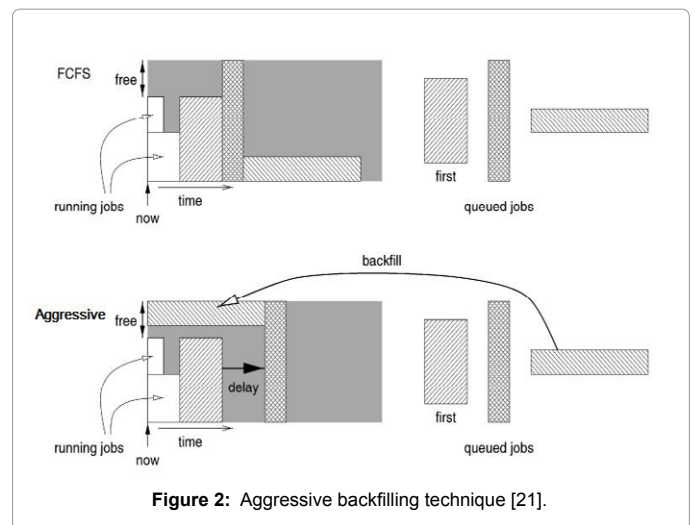 FCFS
free
running jobs
now
time
first
queued jobs
backfill
Aggressive
free
delay
running jobs
now
time
first
queued jobs
Figure 2: Aggressive backfilling technique [21].